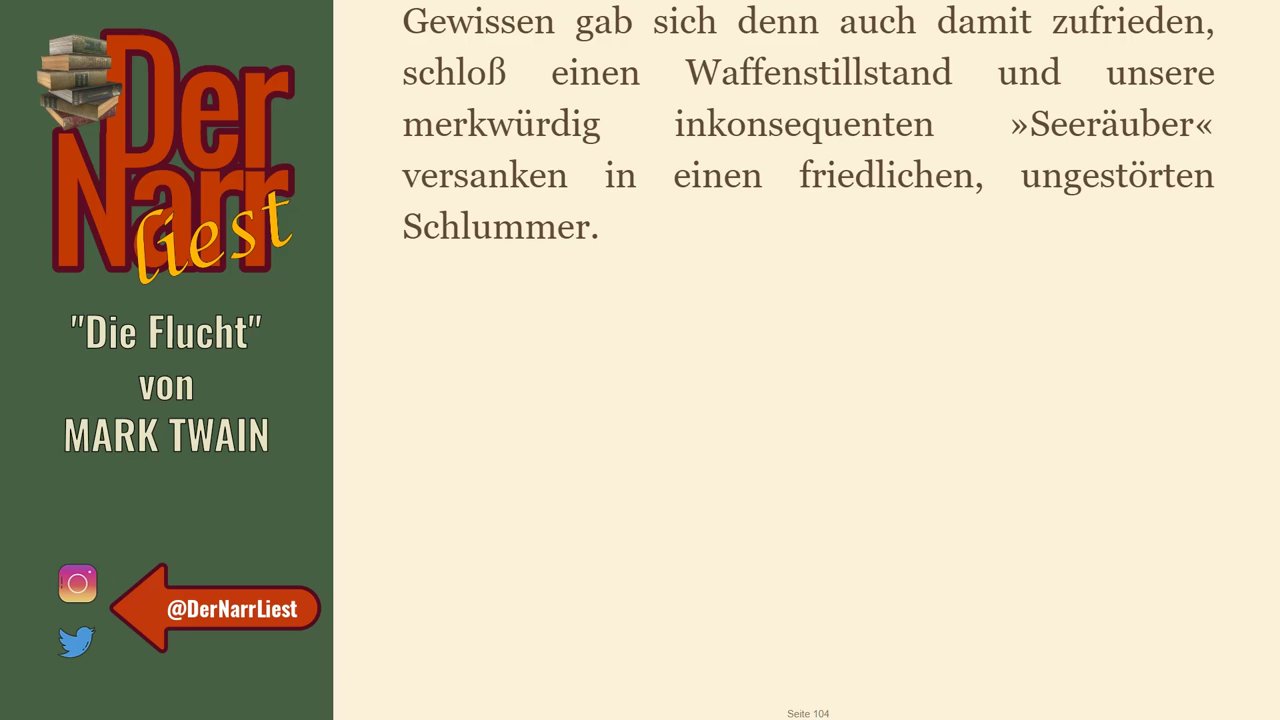 Der
Narr
liest
"Die Flucht"
von
MARK TWAIN
@DerNarrLiest
Gewissen gab sich denn auch damit zufrieden,
schloß einen Waffenstillstand und unsere
merkwürdig inkonsequenten »Seeräuber«
versanken in einen friedlichen, ungestörten
Schlummer.
Seite 104